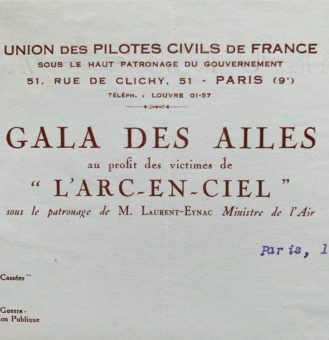 UNION DES PILOTES CIVILS DE FRANCE
SOUS LE HAUT PATRONAGE DU GOUVERNEMENT
51, RUE DE CLICHY, 51 - PARIS (9ᵉ)
TÉLÉPH. : LOUVRE 01-57
GALA DES AILES
au profit des victimes de
“ L'ARC-EN-CIEL ”
sous le patronage de M. LAURENT-EYNAC Ministre de l'Air
Paris, l
Cassées"
Guerre
on Publique